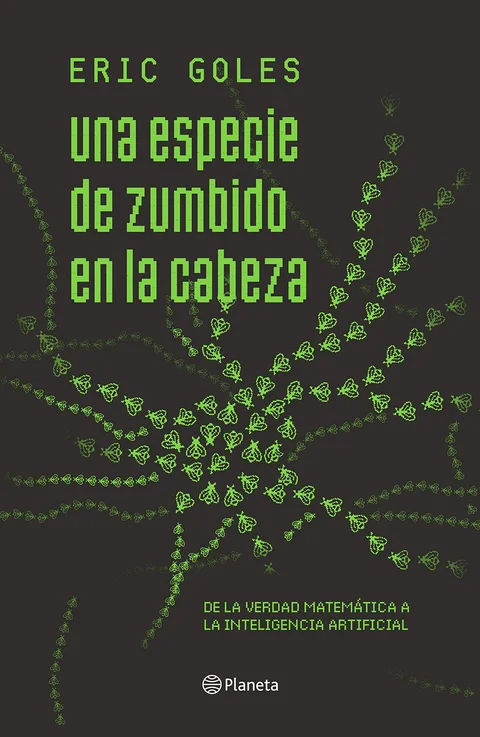 ERIC GOLES
una especie
de zumbido
en la cabeza
DE LA VERDAD MATEMÁTICA A
LA INTELIGENCIA ARTIFICIAL
Planeta